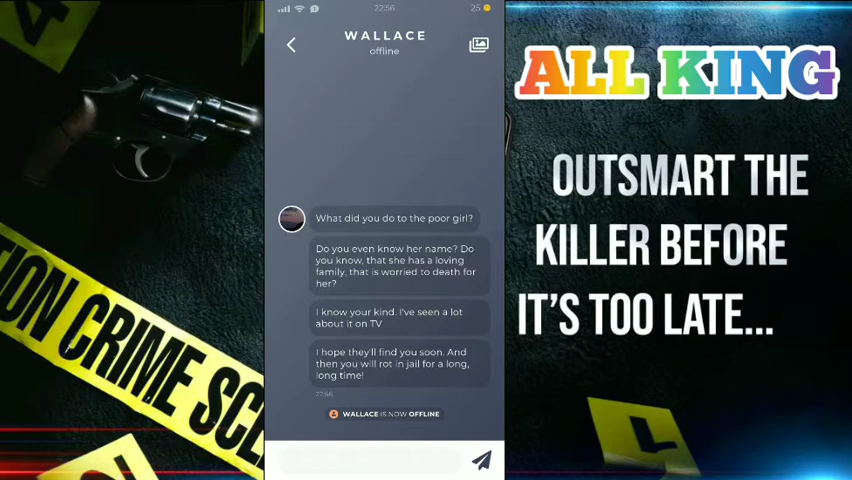 22:56
25
WALLACE
offline
What did you do to the poor girl?
Do you even know her name? Do
you know, that she has a loving
family, that is worried to death for
her?
I know your kind. I've seen a lot
about it on TV
I hope they'll find you soon. And
then you will rot in jail for a long,
long time!
WALLACE IS NOW OFFLINE
ALL KING
OUTSMART THE
KILLER BEFORE
IT'S TOO LATE...
TION CRIME SCE